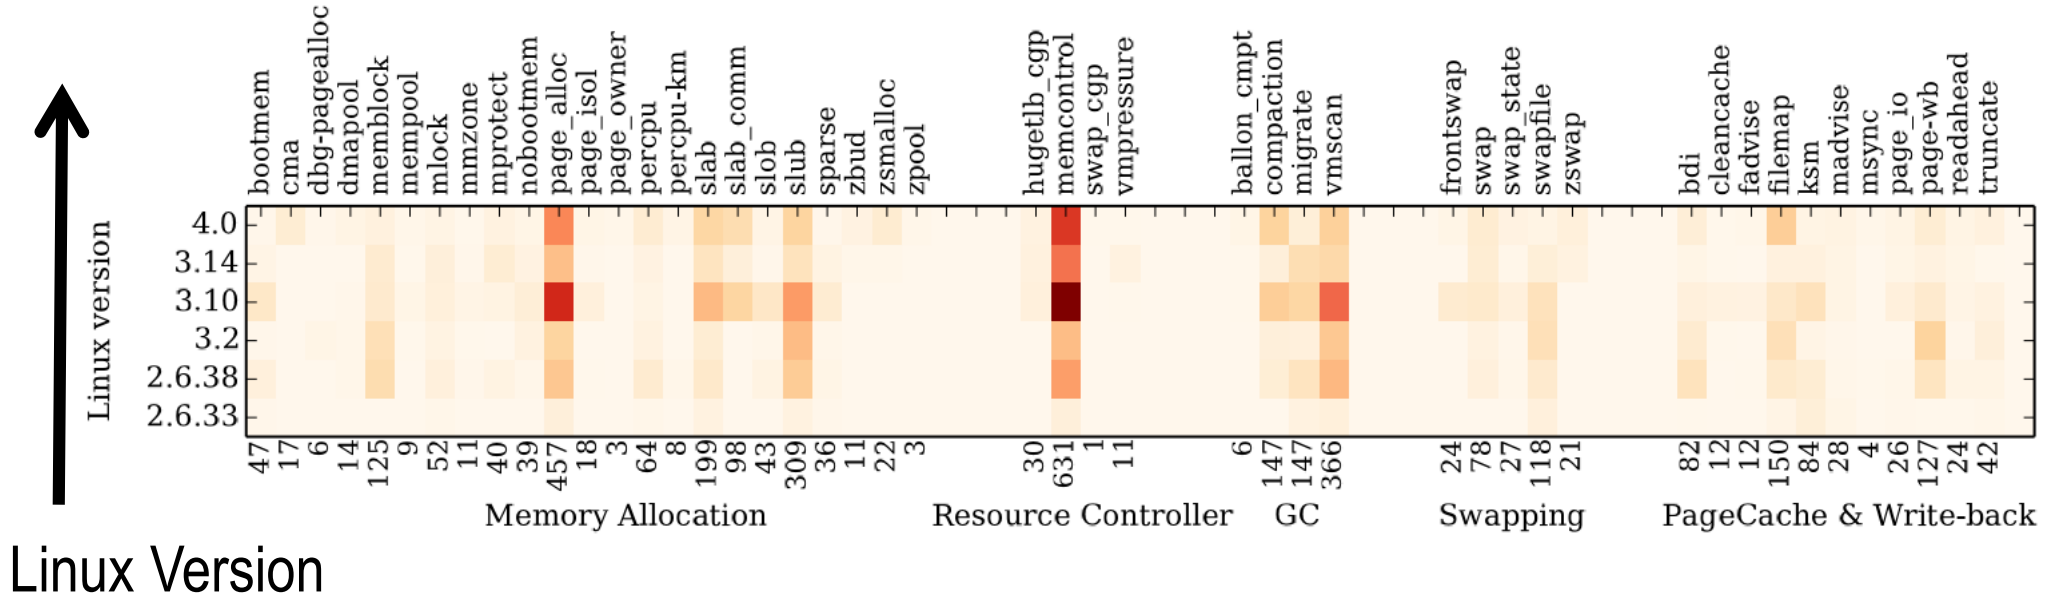 bootmem
cma
dbg-pagealloc
dmapool
memblock
mempool
mlock
mmzone
mprotect
nobootmem
page_alloc
page_isol
page_owner
percpu
percpu-km
slab
slab_comm
slob
slub
sparse
zbud
zsmalloc
zpool
hugetlb_cgp
memcontrol
swap_cgp
vmpressure
ballon_cmpt
compaction
migrate
vmscan
frontswap
swap
swap_state
swapfile
zswap
bdi
cleancache
fadvise
filemap
ksm
madvise
msync
page_io
page-wb
readahead
truncate
Linux version
4.0
3.14
3.10
3.2
2.6.38
2.6.33
47
17
6
14
125
9
52
11
40
39
457
18
3
64
8
199
98
43
309
36
11
22
3
30
631
1
11
6
147
147
366
24
78
27
118
21
82
12
12
150
84
28
4
26
127
24
42
Memory Allocation
Resource Controller
GC
Swapping
PageCache & Write-back
Linux Version